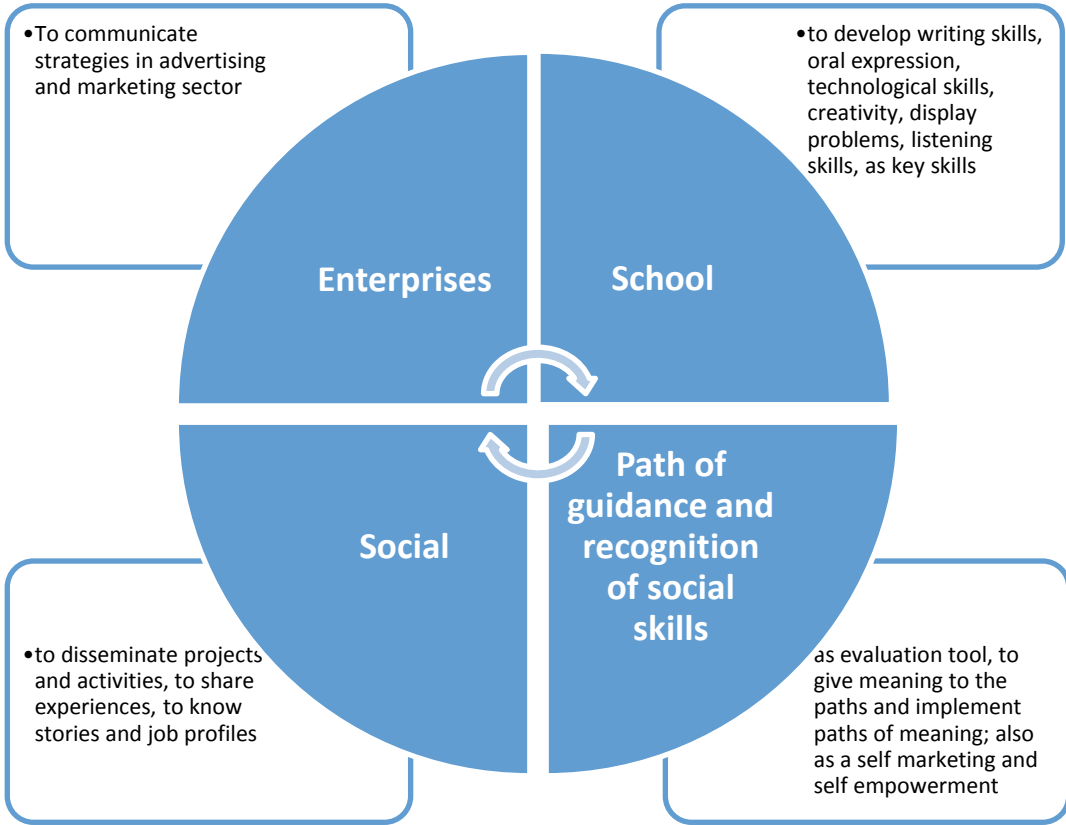 •To communicate
strategies in advertising
and marketing sector
•to develop writing skills,
oral expression,
technological skills,
creativity, display
problems, listening
skills, as key skills
Enterprises
School
Social
Path of
guidance and
recognition
of social
skills
•to disseminate projects
and activities, to share
experiences, to know
stories and job profiles
as evaluation tool, to
give meaning to the
paths and implement
paths of meaning; also
as a self marketing and
self empowerment